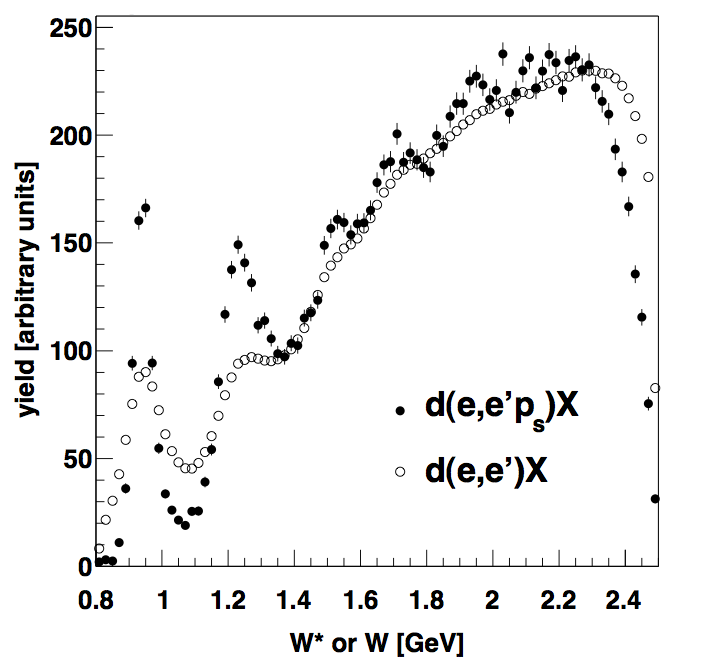 250
200
150
100
50
0
yield [arbitrary units]
d(e,e’pₛ)X
d(e,e’)X
0.8 1 1.2 1.4 1.6 1.8 2 2.2 2.4
W* or W [GeV]